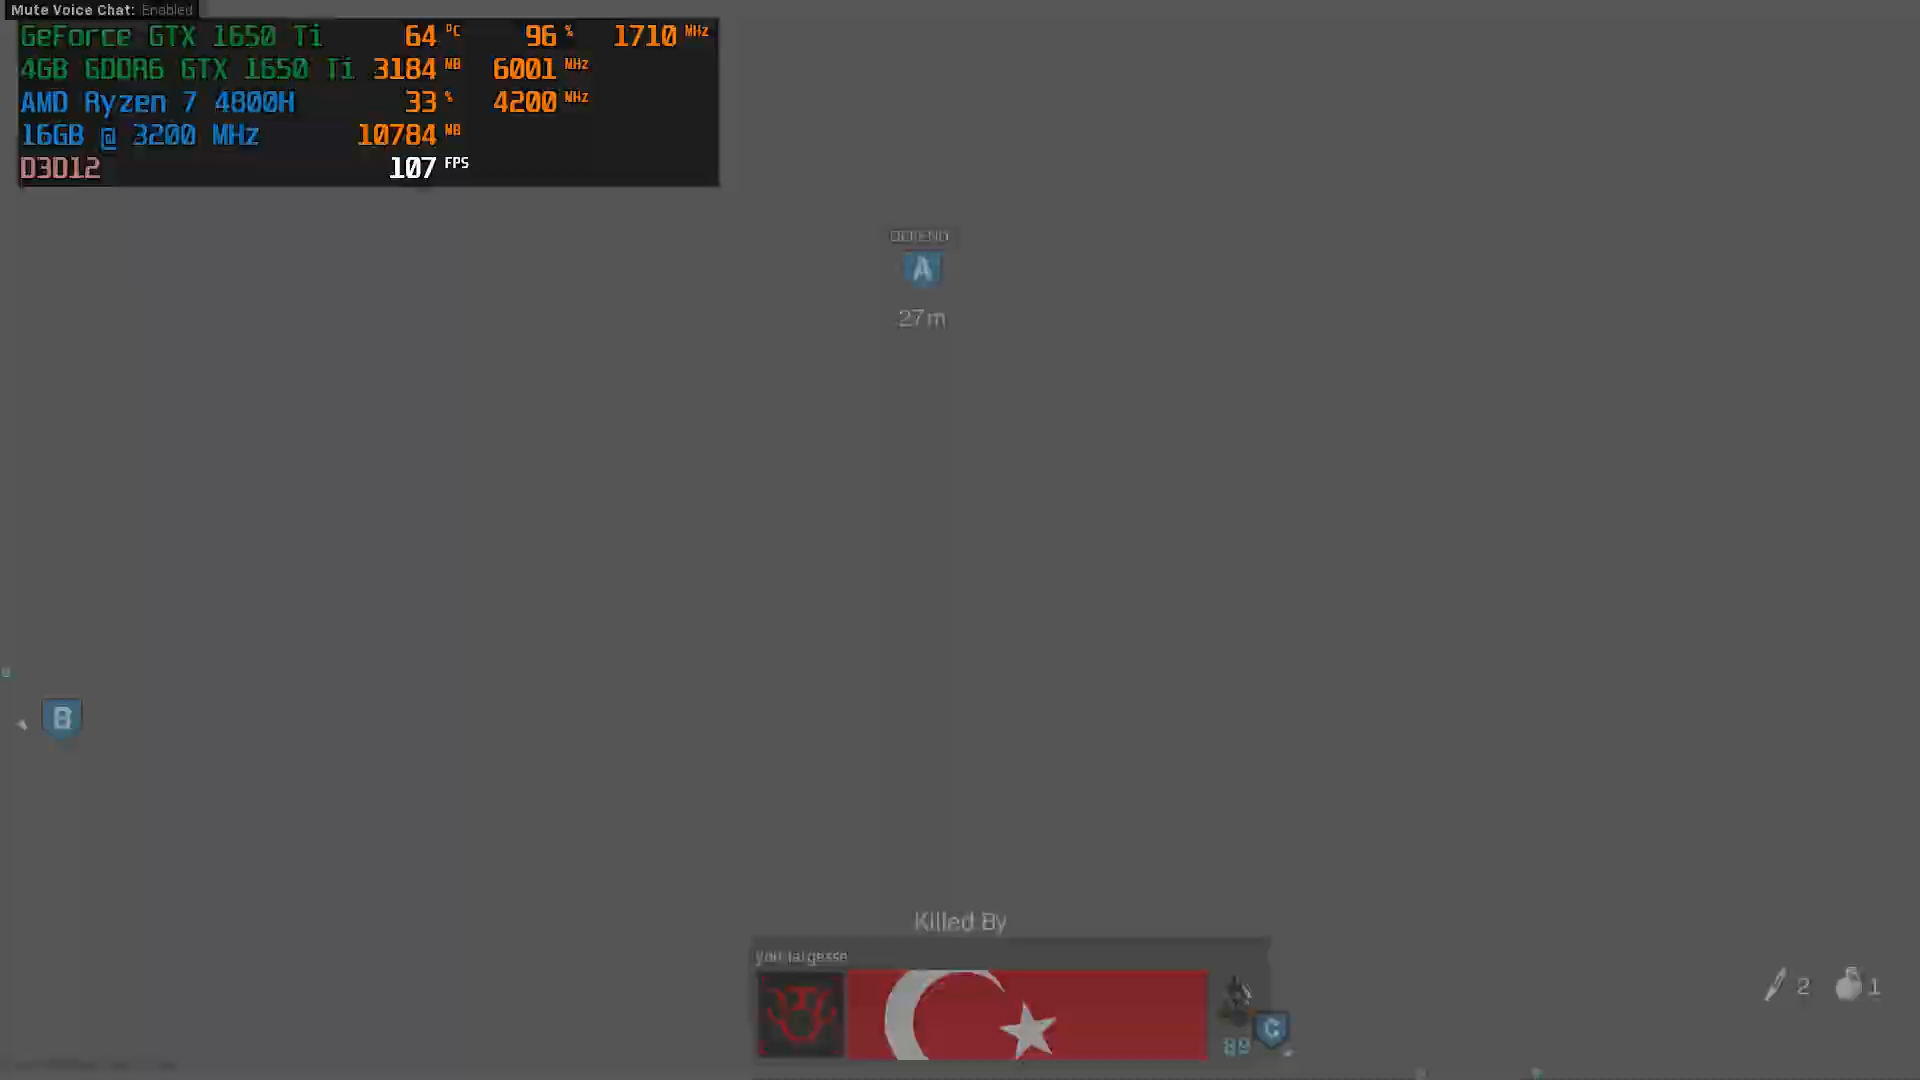 Mute Voice Chat: Enabled
GeForce GTX 1650 Ti 64 °C 96 % 1710 MHz
4GB GDDR6 GTX 1650 Ti 3184 MB 6001 MHz
AMD Ryzen 7 4800H 33 % 4200 MHz
16GB @ 3200 MHz 10784 MB
D3D12 107 FPS
DEFEND
A
27m
B
Killed By
you largesse
89
C
2
1